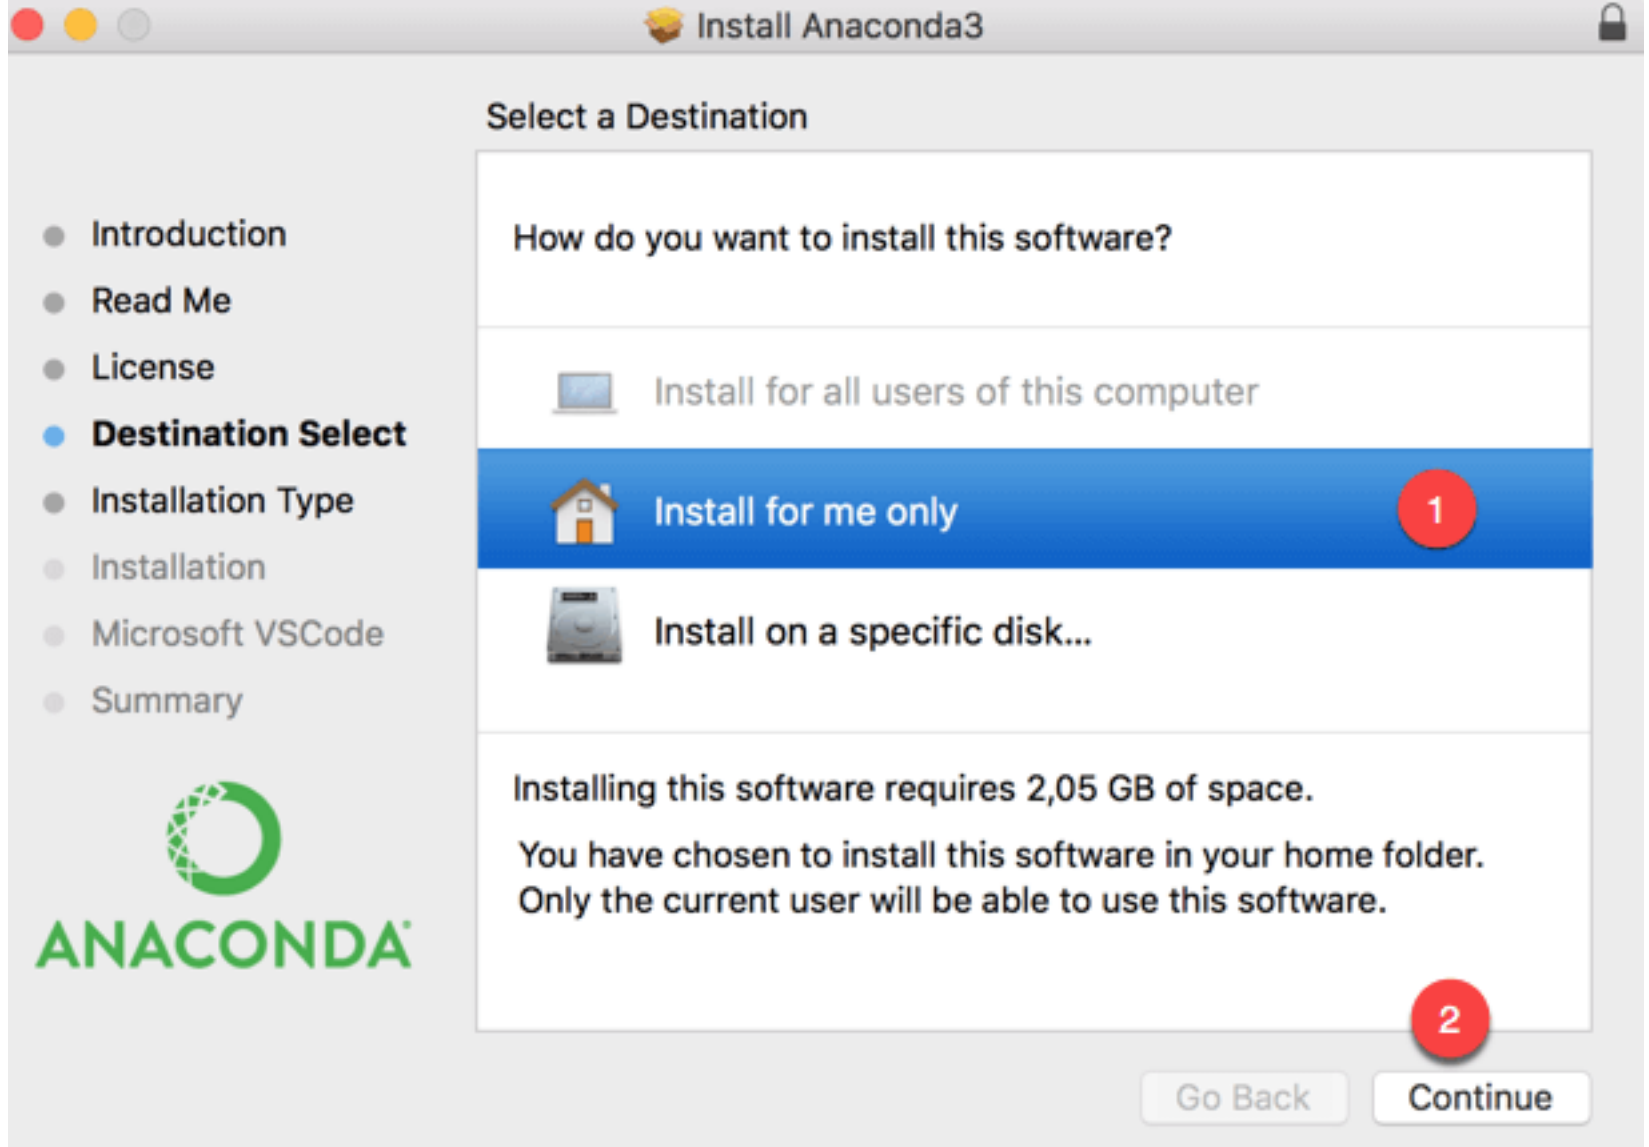 Install Anaconda3
Select a Destination
Introduction
Read Me
License
Destination Select
Installation Type
Installation
Microsoft VSCode
Summary
ANANCONDA
How do you want to install this software?
Install for all users of this computer
Install for me only
1
Install on a specific disk...
Installing this software requires 2,05 GB of space.
You have chosen to install this software in your home folder.
Only the current user will be able to use this software.
2
Go Back
Continue